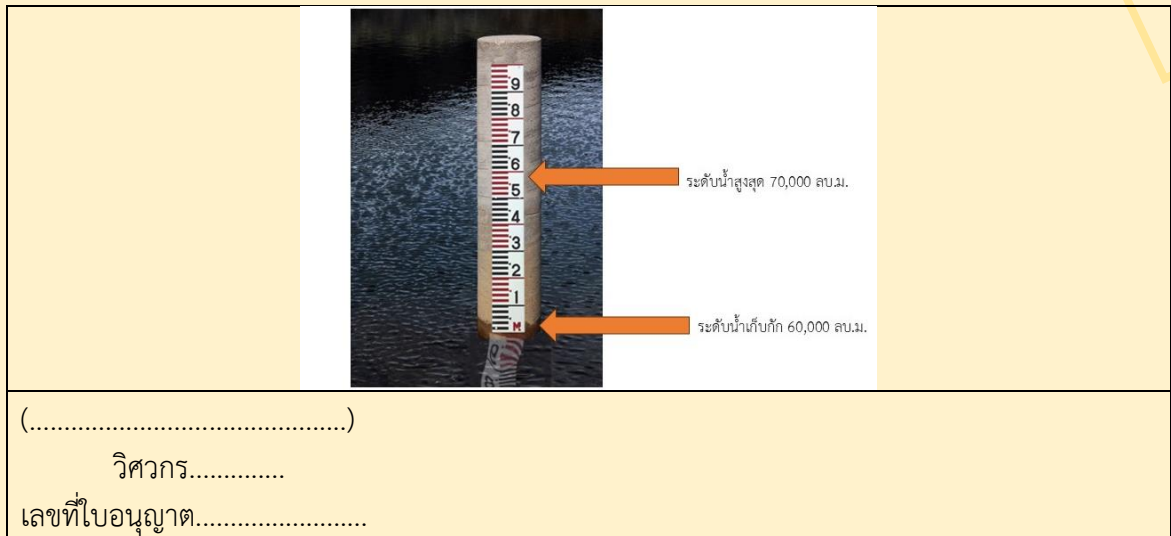 9
8
7
6
ระดับน้ำสูงสุด 70,000 ลบ.ม.
5
4
3
2
1
M
ระดับน้ำเก็บกัก 60,000 ลบ.ม.
(.............................................)
วิศวกร..............
เลขที่ใบอนุญาต.........................